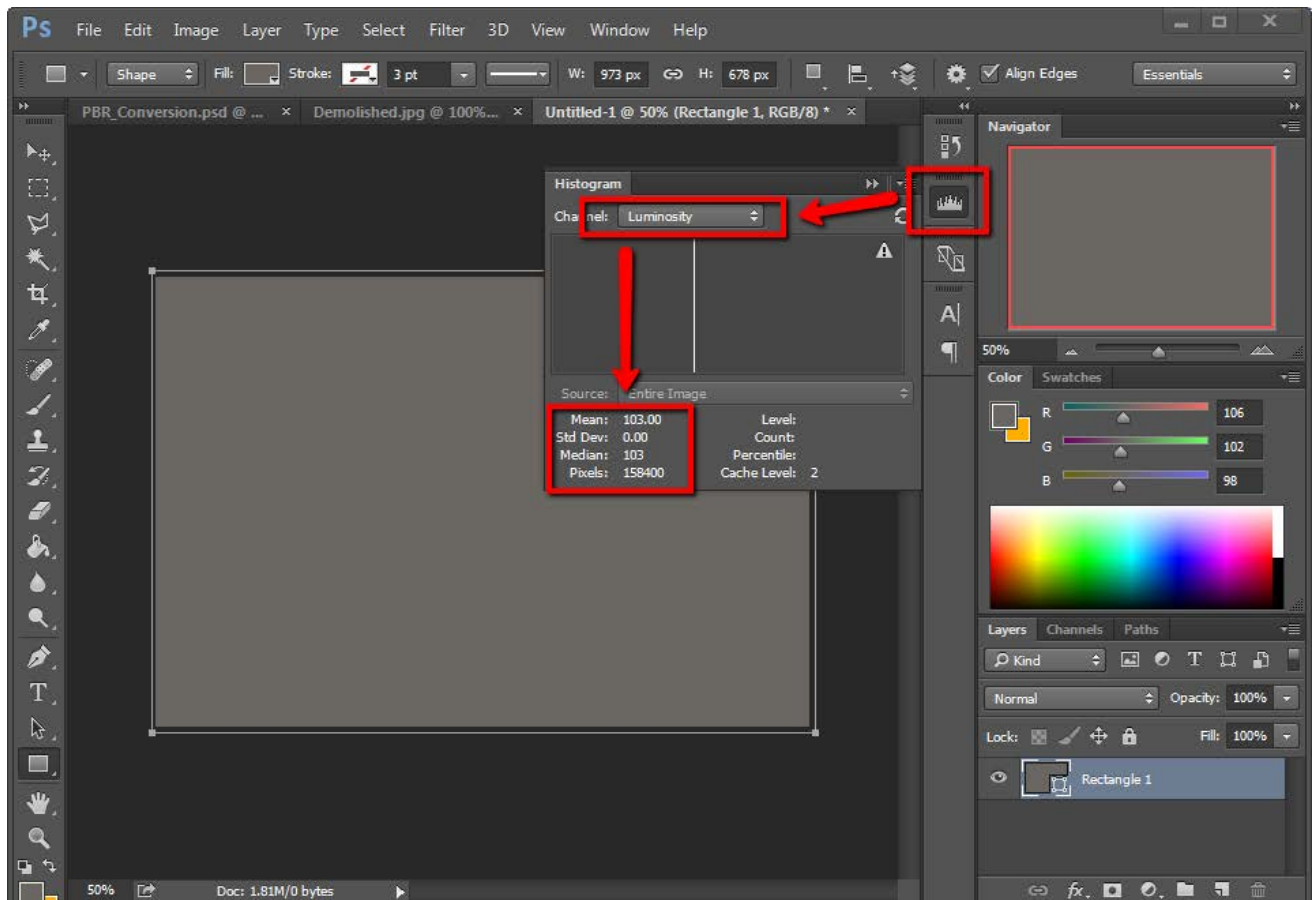 Ps File Edit Image Layer Type Select Filter 3D View Window Help
Shape Fill: Stroke: 3 pt W: 973 px H: 678 px Align Edges Essentials
PBR_Conversion.psd @ ... × Demolished.jpg @ 100%... × Untitled-1 @ 50% (Rectangle 1, RGB/8) * ×
Navigator
Histogram
Channel: Luminosity
Source: Entire Image
Mean: 103.00 Level:
Std Dev: 0.00 Count:
Median: 103 Percentile:
Pixels: 158400 Cache Level: 2
50%
Color Swatches
R 106
G 102
B 98
Layers Channels Paths
Kind
Normal Opacity: 100%
Lock: Fill: 100%
Rectangle 1
50% Doc: 1.81M/0 bytes
fx